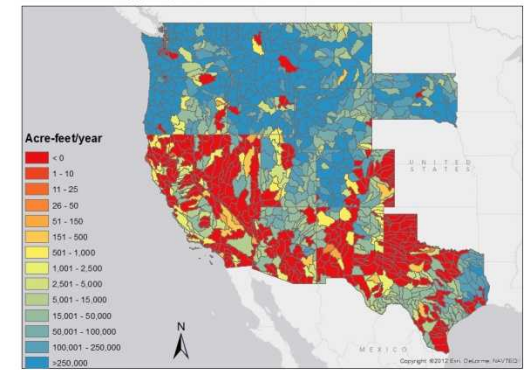 Acre-feet/year
< 0
1 - 10
11 - 25
26 - 50
51 - 150
151 - 500
501 - 1,000
1,001 - 2,500
2,501 - 5,000
5,001 - 15,000
15,001 - 50,000
50,001 - 100,000
100,001 - 250,000
>250,000
N
UNITED
STATES
MEXICO
Copyright ©2012 Esri, DeLorme, NAVTEQ